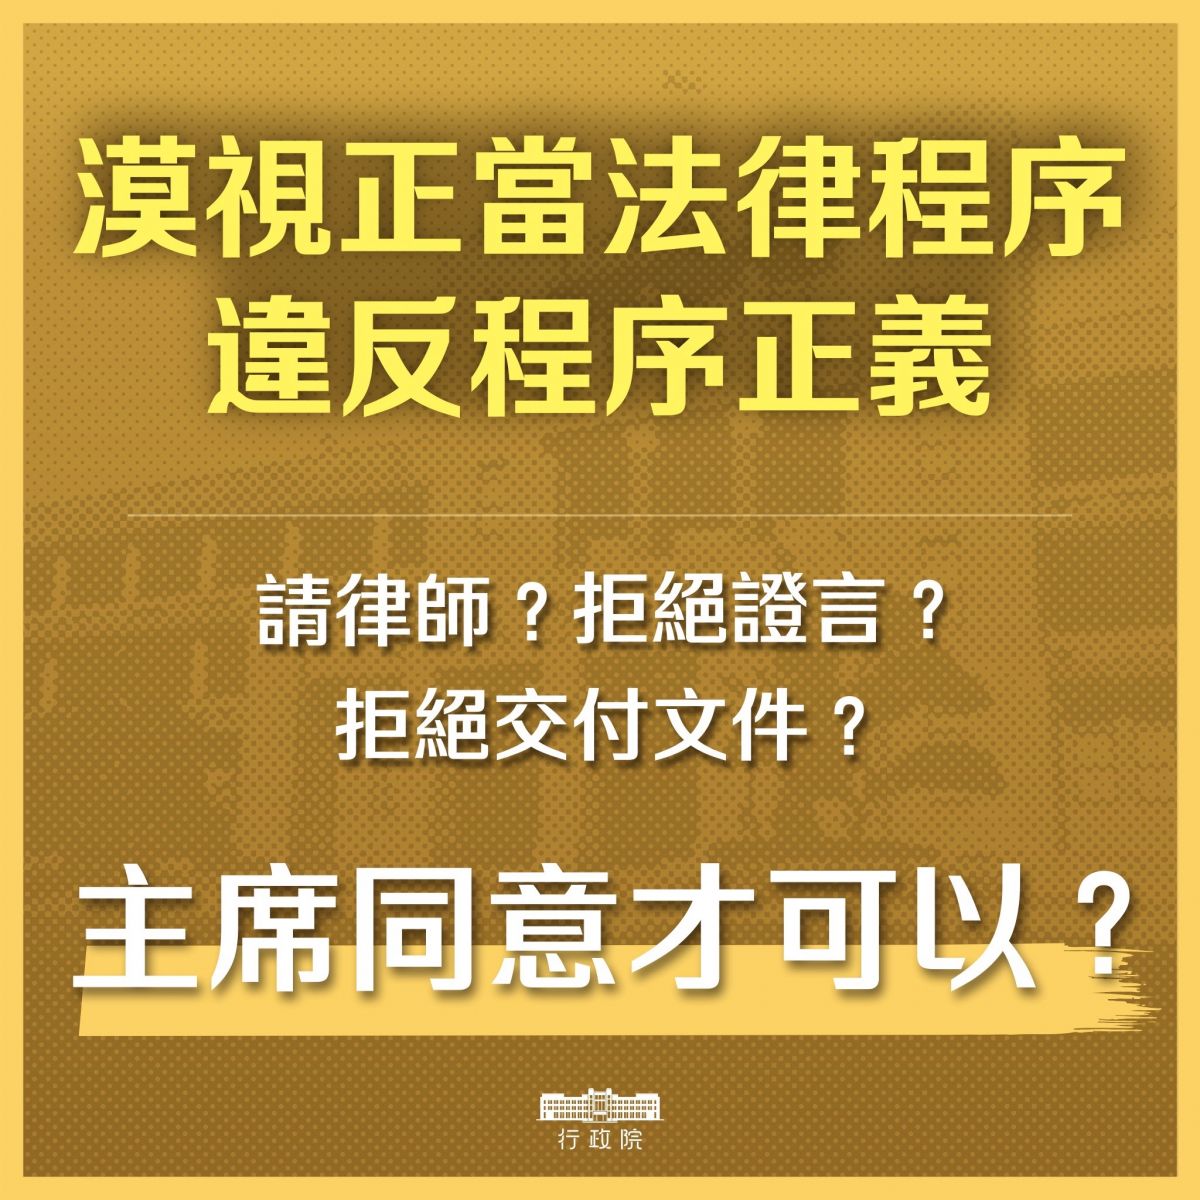 漠視正當法律程序
違反程序正義
請律師？拒絕證言？
拒絕交付文件？
主席同意才可以？
行政院